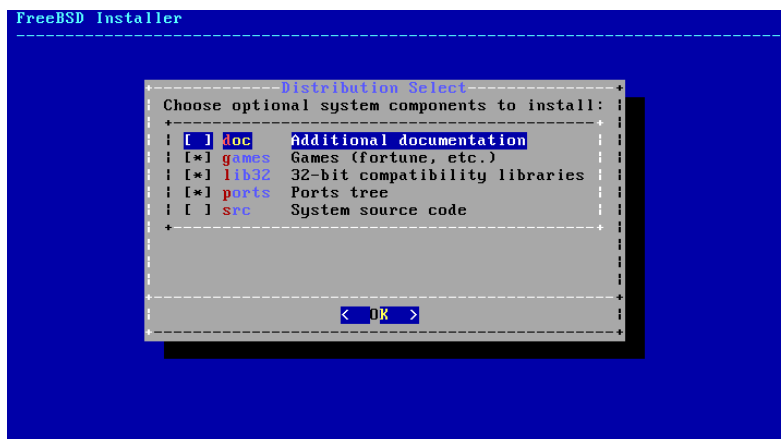 FreeBSD Installer
Distribution Select
Choose optional system components to install:
[ ] doc Additional documentation
[*] games Games (fortune, etc.)
[*] lib32 32-bit compatibility libraries
[*] ports Ports tree
[ ] src System source code
< OK >